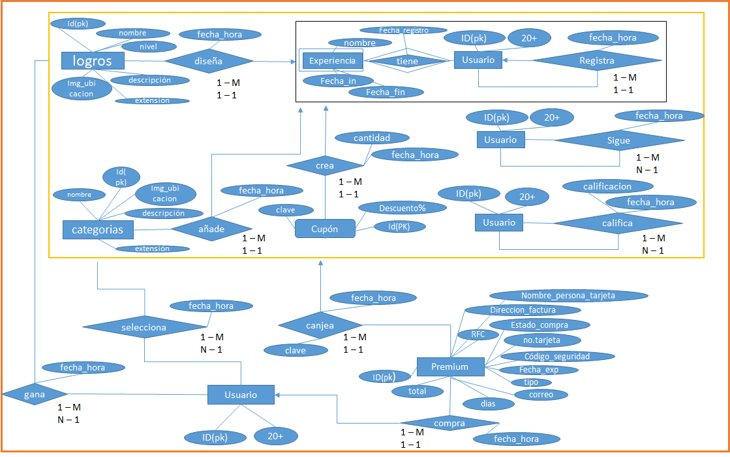 Id(pk)
nombre
nivel
logros
Img_ubi
cacion
descripción
extensión
fecha_hora
diseña
1 – M
1 – 1
Fecha_registro
nombre
Experiencia
tiene
Fecha_in
Fecha_fin
ID(pk)
20+
Usuario
fecha_hora
Registra
1 – M
1 – 1
ID(pk)
20+
fecha_hora
Usuario
Sigue
1 – M
N – 1
cantidad
fecha_hora
crea
1 – M
1 – 1
Id(
pk)
nombre
Img_ubi
cacion
descripción
categorias
extensión
fecha_hora
añade
1 – M
1 – 1
clave
Descuento%
Cupón
Id(PK)
calificacion
ID(pk)
20+
fecha_hora
Usuario
califica
1 – M
N – 1
fecha_hora
selecciona
1 – M
N – 1
fecha_hora
canjea
clave
1 – M
1 – 1
Nombre_persona_tarjeta
Direccion_factura
Estado_compra
RFC
no.tarjeta
Código_seguridad
Premium
Fecha_exp
ID(pk)
tipo
total
correo
dias
fecha_hora
gana
1 – M
N – 1
Usuario
ID(pk)
20+
compra
1 – M
1 – 1
fecha_hora